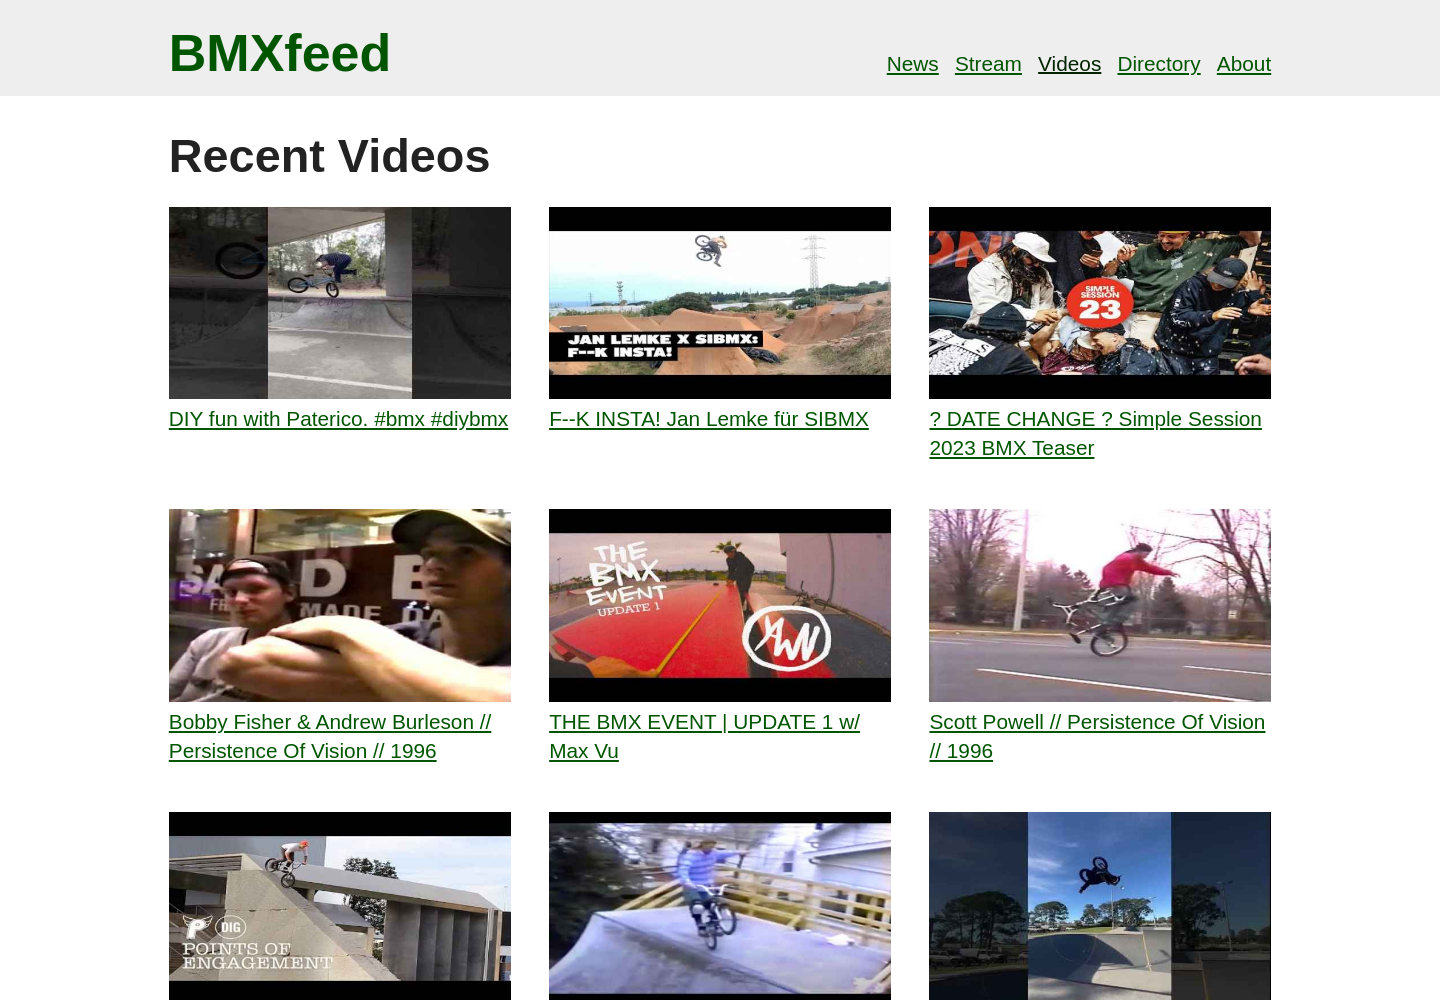 BMXfeed
News Stream Videos Directory About
Recent Videos
JAN LEMKE X SIBMX:
F--K INSTA!
SIMPLE
SESSION
23
DIY fun with Paterico. #bmx #diybmx
F--K INSTA! Jan Lemke für SIBMX
? DATE CHANGE ? Simple Session
2023 BMX Teaser
MADE DA
THE
BMX
EVENT
UPDATE 1
Bobby Fisher & Andrew Burleson //
Persistence Of Vision // 1996
THE BMX EVENT | UPDATE 1 w/
Max Vu
Scott Powell // Persistence Of Vision
// 1996
P DIG
POINTS OF
ENGAGEMENT